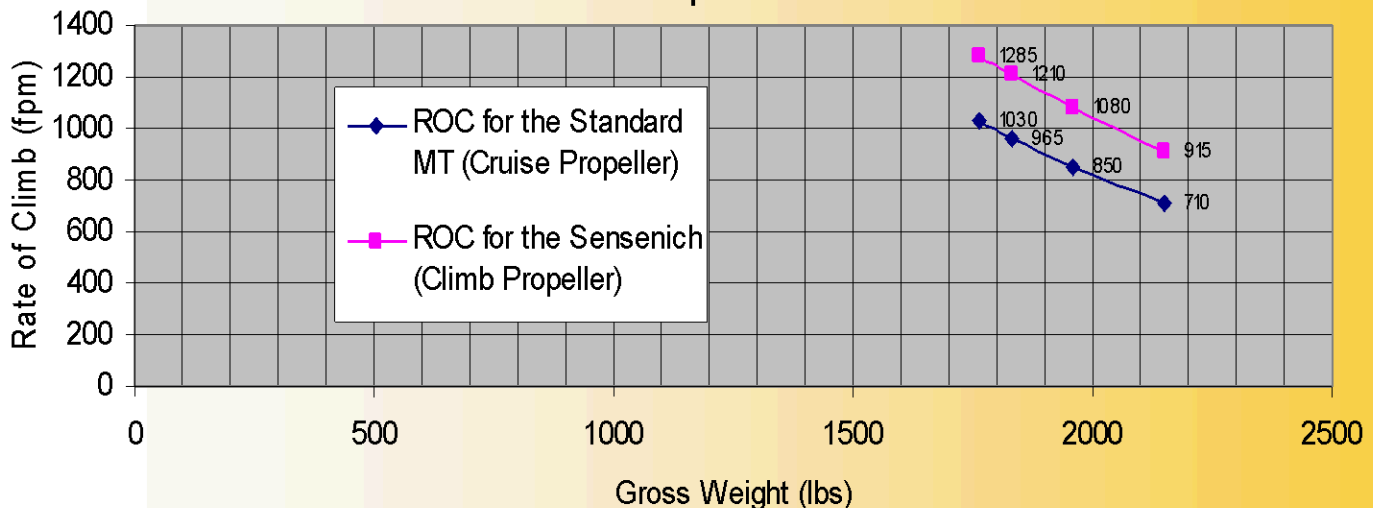 1400
1200
1000
800
600
400
200
0
Rate of Climb (fpm)
ROC for the Standard
MT (Cruise Propeller)
ROC for the Sensenich
(Climb Propeller)
1285
1210
1080
915
1030
965
850
710
0 500 1000 1500 2000 2500
Gross Weight (lbs)